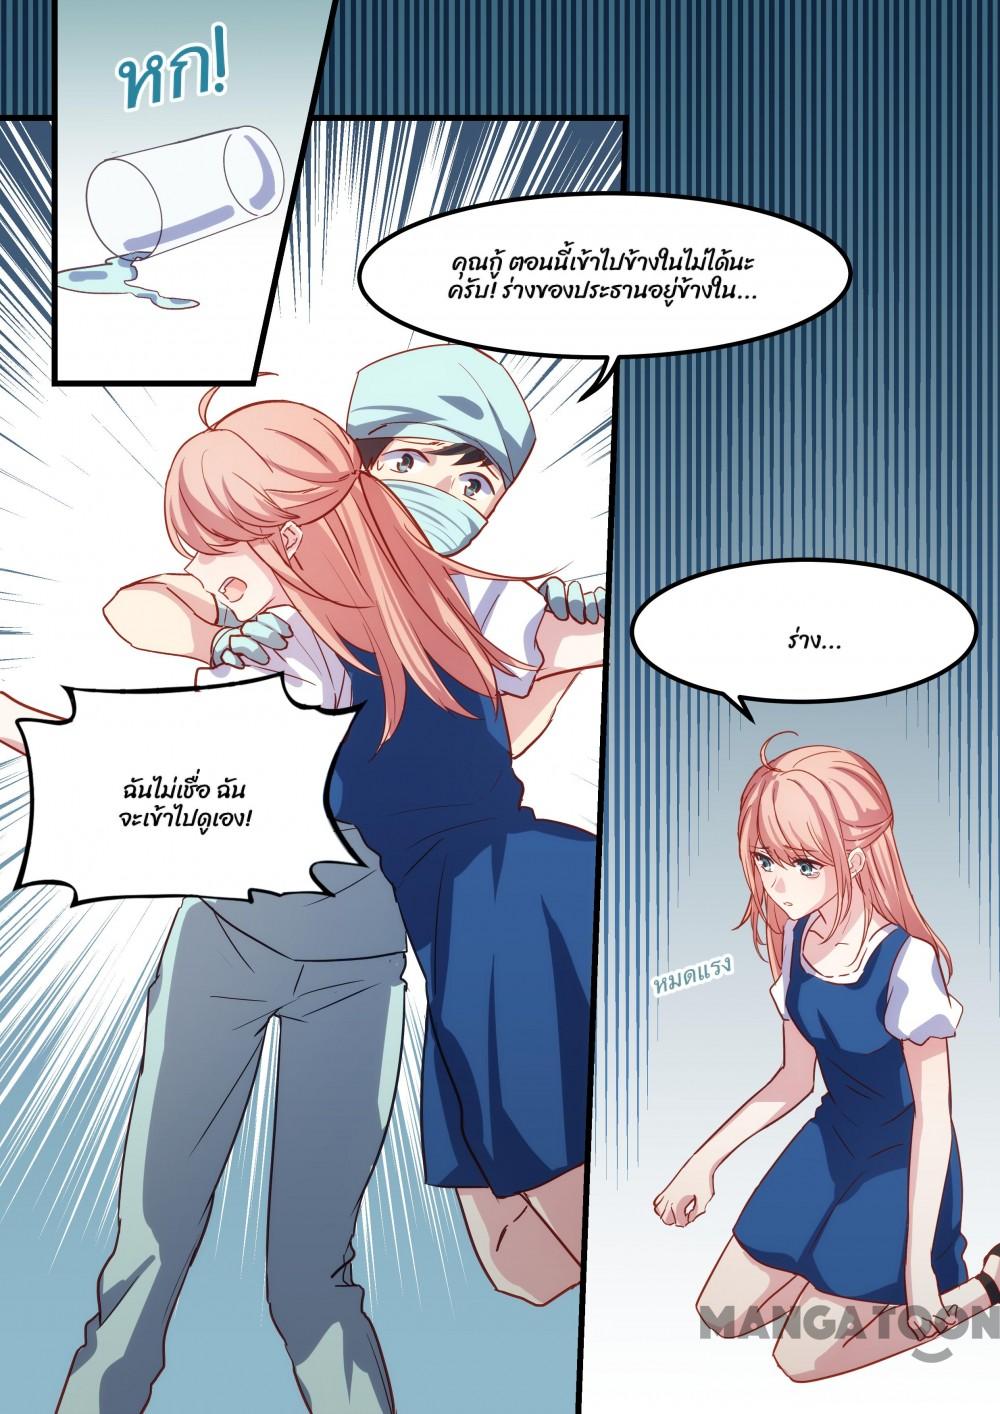 หก!
คุณกู้ ตอนนี้เข้าไปข้างในไม่ได้นะ
ครับ! ร่างของประธานอยู่ข้างใน...
ร่าง...
ฉันไม่เชื่อ ฉัน
จะเข้าไปดูเอง!
หมดแรง
MANGATOON